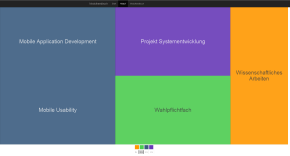 Mobile Application Development
Projekt Systementwicklung
Wissenschaftliches
Arbeiten
Mobile Usability
Wahlpflichtfach